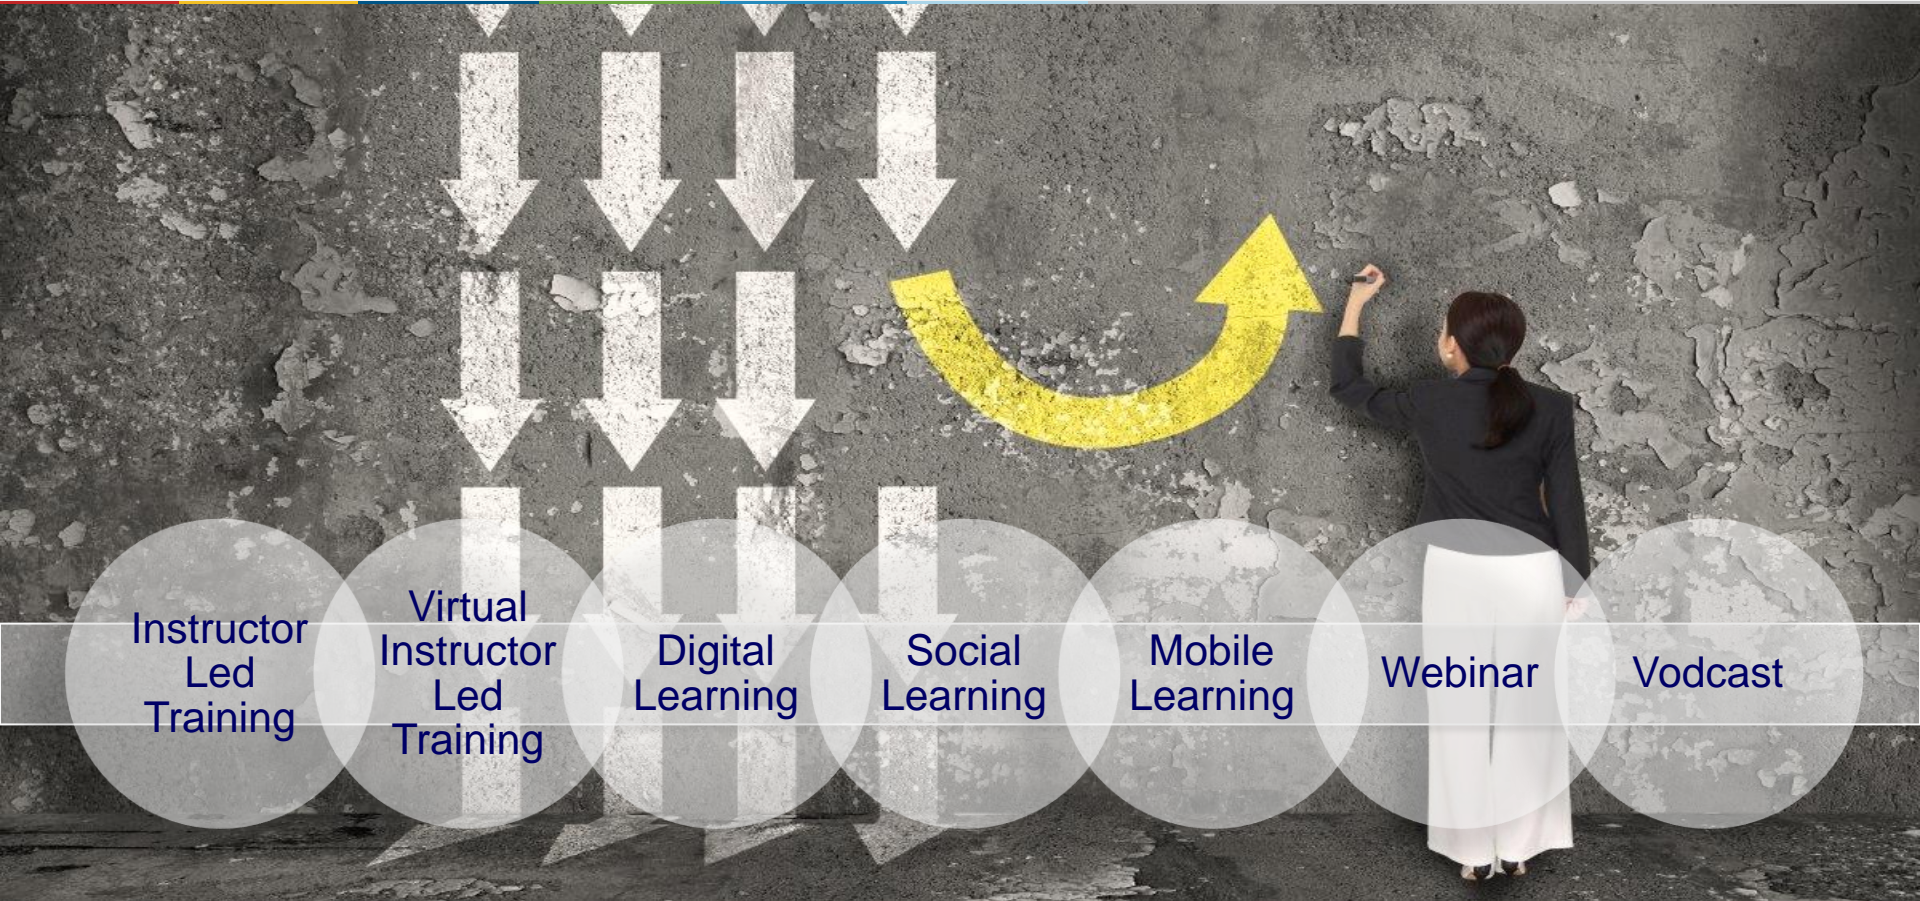 Instructor
Led
Training
Virtual
Instructor
Led
Training
Digital
Learning
Social
Learning
Mobile
Learning
Webinar
Vodcast